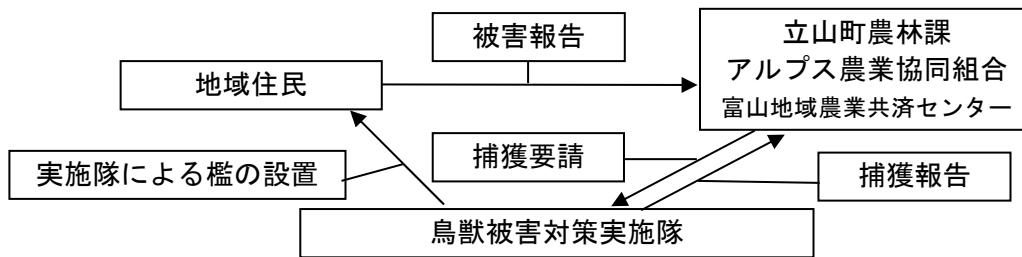 被害報告
立山町農林課
アルプス農業協同組合
富山地域農業共済センター
地域住民
実施隊による檻の設置
捕獲要請
捕獲報告
鳥獣被害対策実施隊